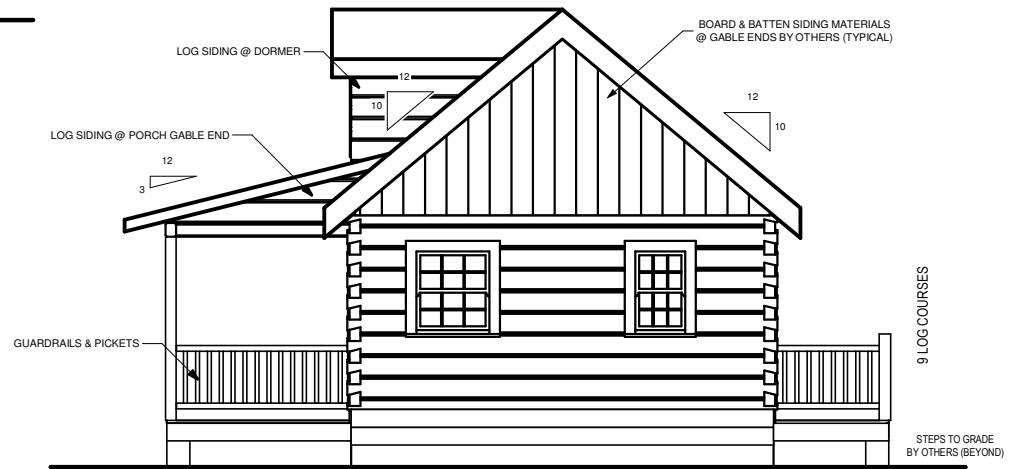 BOARD & BATTEN SIDING MATERIALS
@ GABLE ENDS BY OTHERS (TYPICAL)
LOG SIDING @ DORMER
12
10
12
10
LOG SIDING @ PORCH GABLE END
12
3
9 LOG COURSES
GUARDRAILS & PICKETS
STEPS TO GRADE
BY OTHERS (BEYOND)